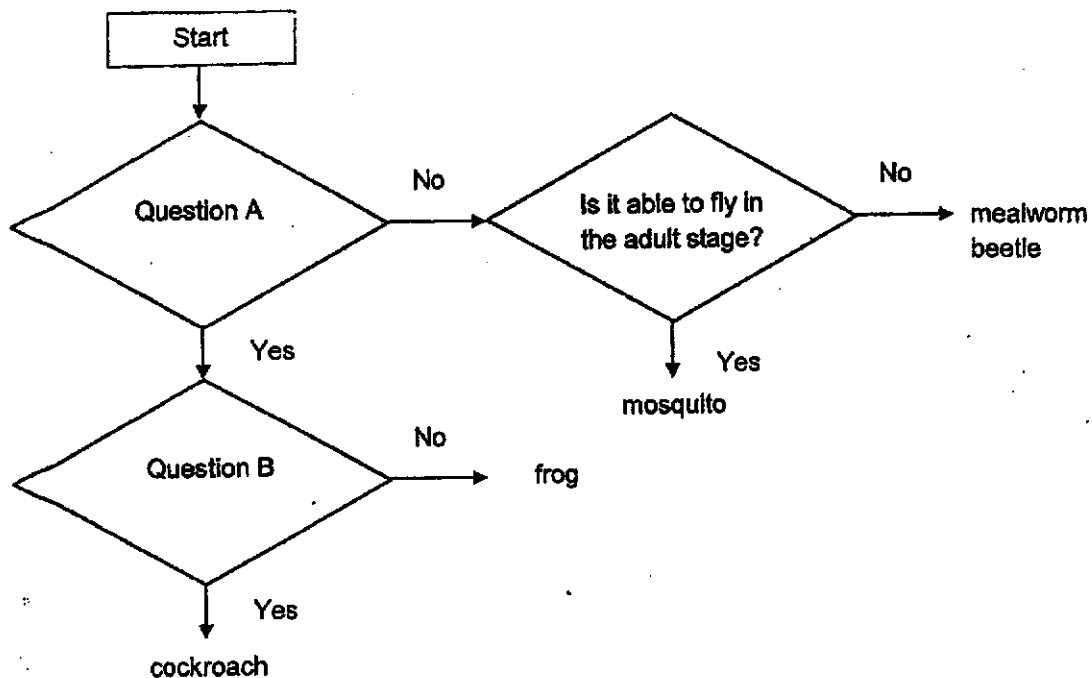 Start
Question A
No
Is it able to fly in
the adult stage?
No
mealworm
beetle
Yes
Yes
mosquito
Question B
No
frog
Yes
cockroach